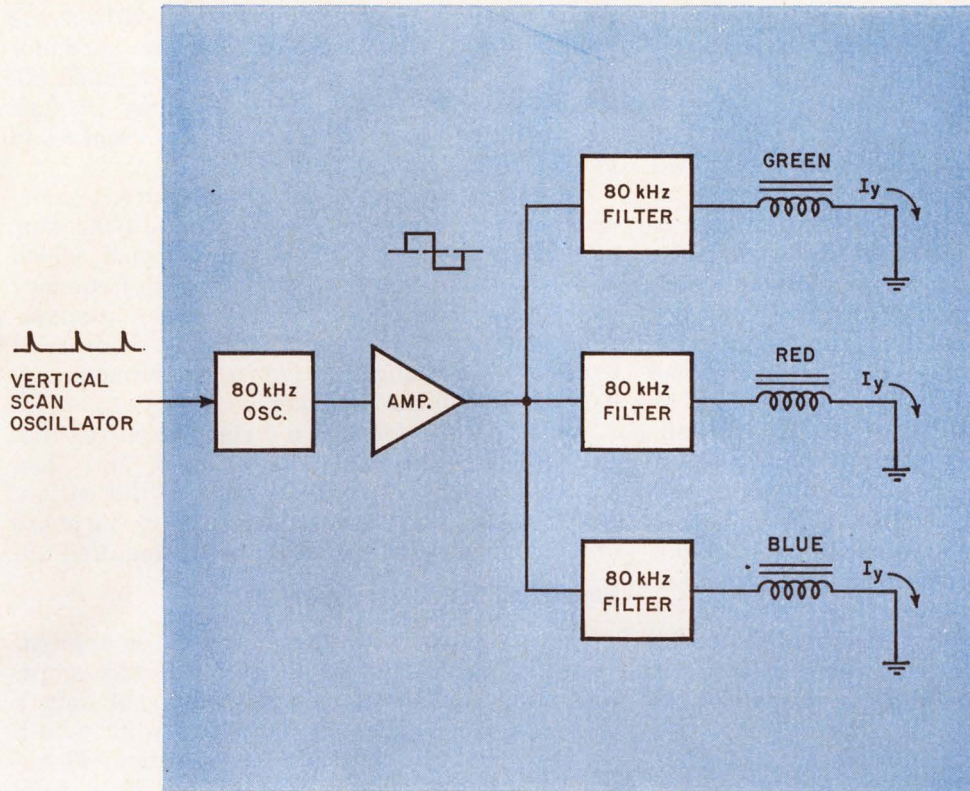 GREEN
80 kHz
FILTER
Iy
VERTICAL
SCAN
OSCILLATOR
80 kHz
OSC.
AMP.
RED
80 kHz
FILTER
Iy
BLUE
80 kHz
FILTER
Iy